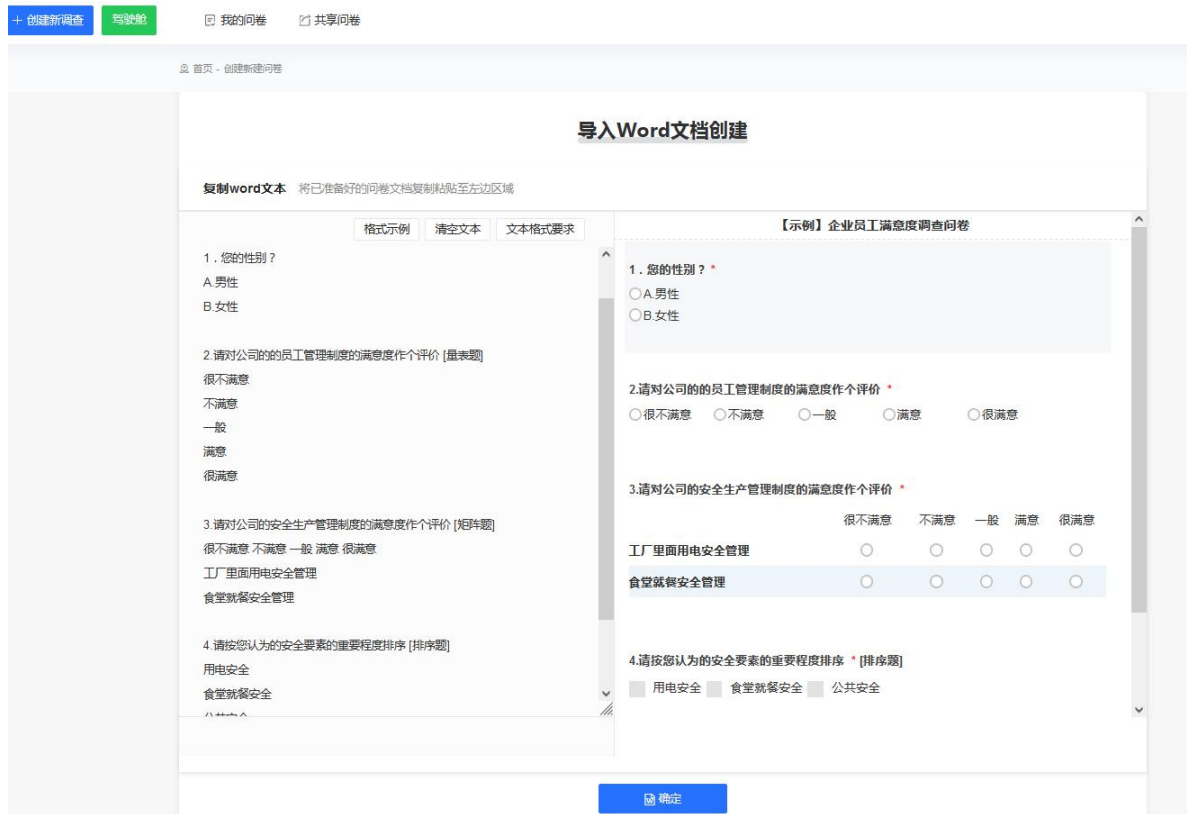 + 创建新调查 驾驶舱 我的问卷 共享问卷
首页 - 创建新建问卷
导入Word文档创建
复制word文本 将已准备好的问卷文档复制粘贴至左边区域
格式示例 清空文本 文本格式要求
1 . 您的性别 ?
A.男性
B.女性
2.请对公司的的员工管理制度的满意度作个评价 [量表题]
很不满意
不满意
一般
满意
很满意
3.请对公司的安全生产管理制度的满意度作个评价 [矩阵题]
很不满意 不满意 一般 满意 很满意
工厂里面用电安全管理
食堂就餐安全管理
4.请按您认为的安全要素的重要程度排序 [排序题]
用电安全
食堂就餐安全
公共安全
【示例】企业员工满意度调查问卷
1 . 您的性别 ? *
A.男性
B.女性
2.请对公司的的员工管理制度的满意度作个评价 *
很不满意 不满意 一般 满意 很满意
3.请对公司的安全生产管理制度的满意度作个评价 *
很不满意 不满意 一般 满意 很满意
工厂里面用电安全管理
食堂就餐安全管理
4.请按您认为的安全要素的重要程度排序 * [排序题]
用电安全 食堂就餐安全 公共安全
确定